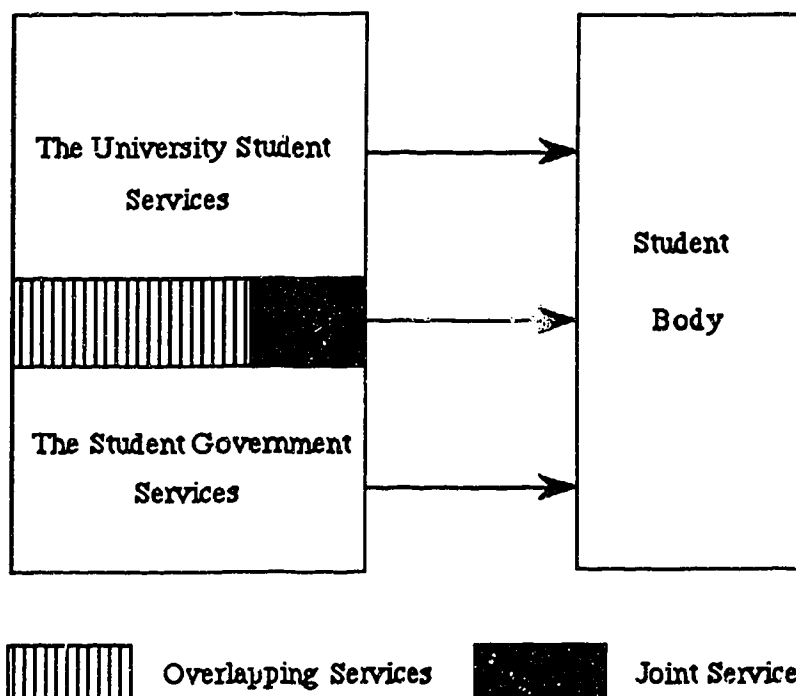 The University Student
Services
Student
Body
The Student Government
Services
Overlapping Services
Joint Service